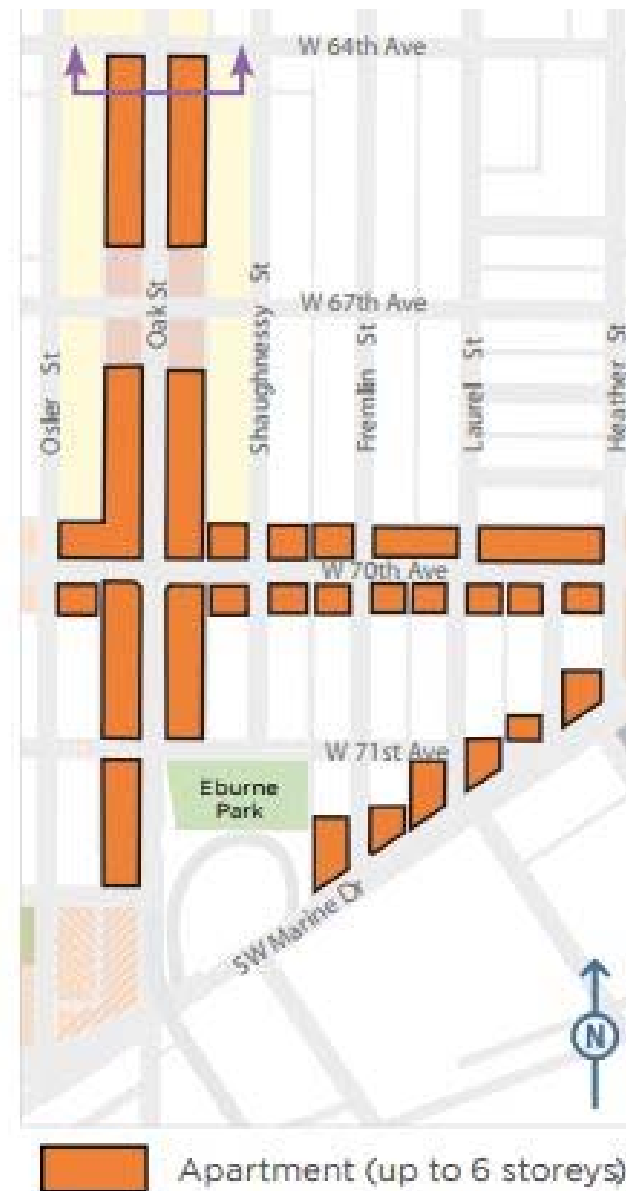 W 64th Ave
W 67th Ave
Oak St
Osler St
Shaughnessy St
Fremlin St
Laurel St
Heather St
W 70th Ave
W 71st Ave
Eburne
Park
SW Marine Dr
N
Apartment (up to 6 storeys)